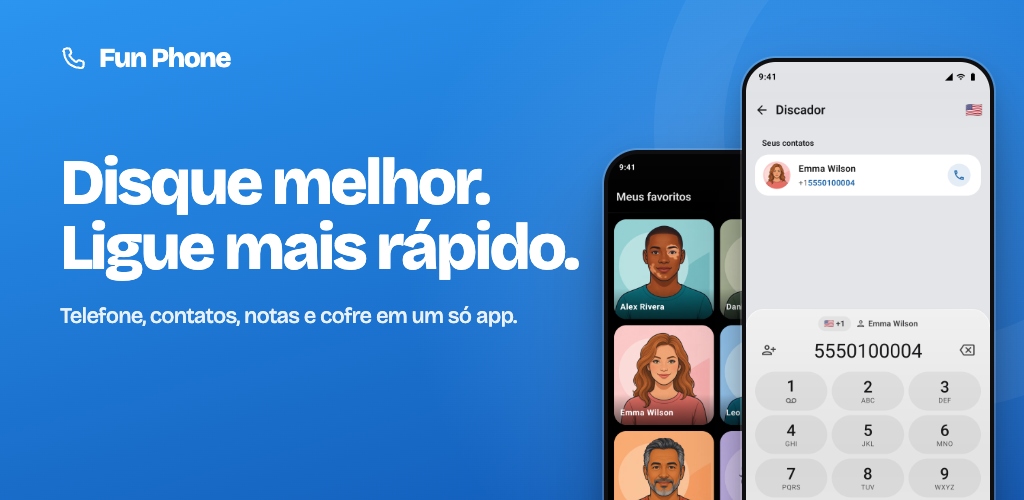 Fun Phone
Disque melhor.
Ligue mais rápido.
Telefone, contatos, notas e cofre em um só app.
9:41
Meus favoritos
Alex Rivera
Dan
Emma Wilson
Leo
9:41
Discador
Seus contatos
Emma Wilson
+15550100004
+1 Emma Wilson
5550100004
1 2 3
ABC DEF
4 5 6
GHI JKL MNO
7 8 9
PQRS TUV WXYZ